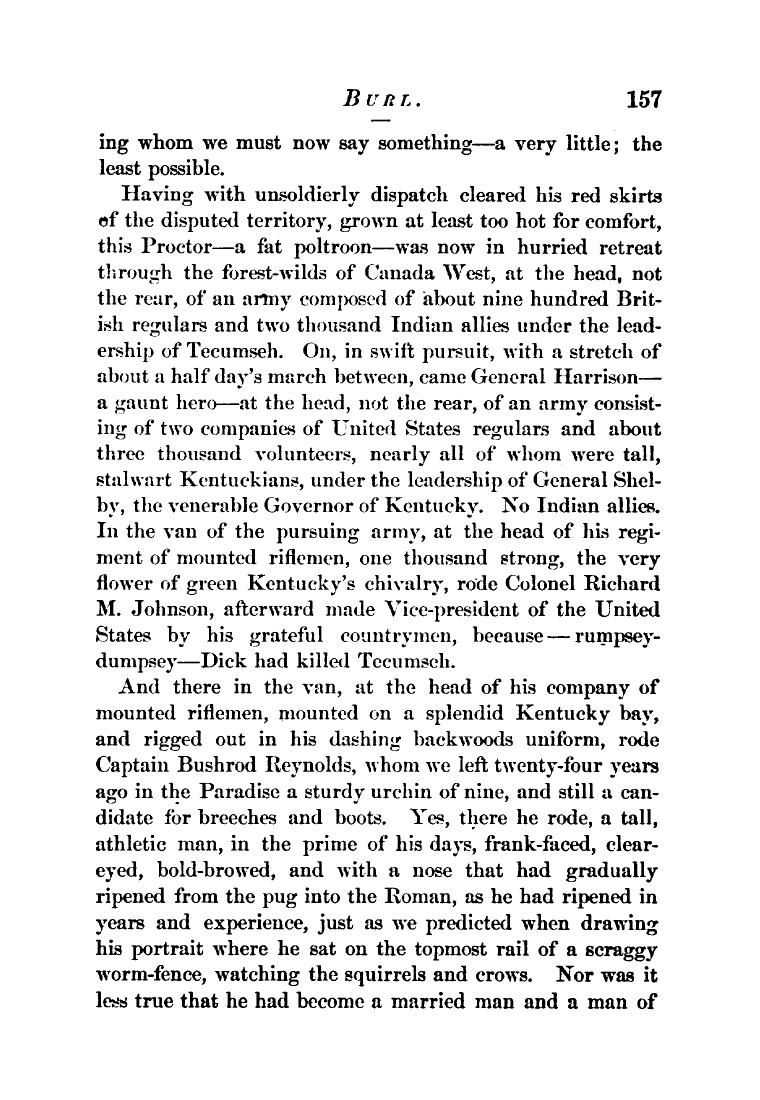 BURL. 157
ing whom we must now say something—a very little; the
least possible.
Having with unsoldierly dispatch cleared his red skirts
of the disputed territory, grown at least too hot for comfort,
this Proctor—a fat poltroon—was now in hurried retreat
through the forest-wilds of Canada West, at the head, not
the rear, of an army composed of about nine hundred Brit-
ish regulars and two thousand Indian allies under the lead-
ership of Tecumseh. On, in swift pursuit, with a stretch of
about a half day's march between, came General Harrison—
a gaunt hero—at the head, not the rear, of an army consist-
ing of two companies of United States regulars and about
three thousand volunteers, nearly all of whom were tall,
stalwart Kentuckians, under the leadership of General Shel-
by, the venerable Governor of Kentucky. No Indian allies.
In the van of the pursuing army, at the head of his regi-
ment of mounted riflemen, one thousand strong, the very
flower of green Kentucky's chivalry, rode Colonel Richard
M. Johnson, afterward made Vice-president of the United
States by his grateful countrymen, because—rumpsey-
dumpsey—Dick had killed Tecumseh.
And there in the van, at the head of his company of
mounted riflemen, mounted on a splendid Kentucky bay,
and rigged out in his dashing backwoods uniform, rode
Captain Bushrod Reynolds, whom we left twenty-four years
ago in the Paradise a sturdy urchin of nine, and still a can-
didate for breeches and boots. Yes, there he rode, a tall,
athletic man, in the prime of his days, frank-faced, clear-
eyed, bold-browed, and with a nose that had gradually
ripened from the pug into the Roman, as he had ripened in
years and experience, just as we predicted when drawing
his portrait where he sat on the topmost rail of a scraggy
worm-fence, watching the squirrels and crows. Nor was it
less true that he had become a married man and a man of